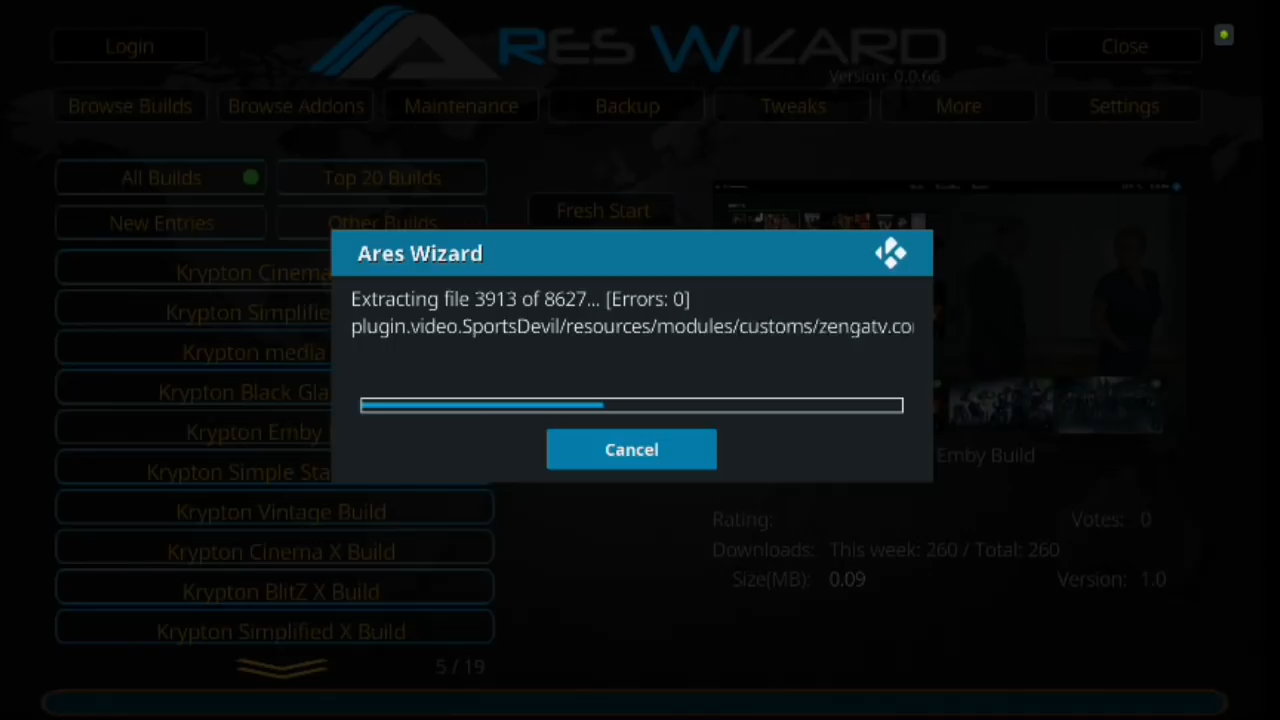 Login
ARES WIZARD
Close
Version: 0.0.66
Browse Builds
Browse Addons
Maintenance
Backup
Tweaks
More
Settings
All Builds
Top 20 Builds
New Entries
Other Builds
Fresh Start
Ares Wizard
Extracting file 3913 of 8627... [Errors: 0]
plugin.video.SportsDevil/resources/modules/customs/zengatv.co
Cancel
Krypton Cinema
Krypton Simplifie
Krypton media
Krypton Black Gla
Krypton Emby
Krypton Simple Sta
Krypton Vintage Build
Krypton Cinema X Build
Krypton BlitZ X Build
Krypton Simplified X Build
5 / 19
Emby Build
Rating:
Votes: 0
Downloads: This week: 260 / Total: 260
Size(MB): 0.09
Version: 1.0